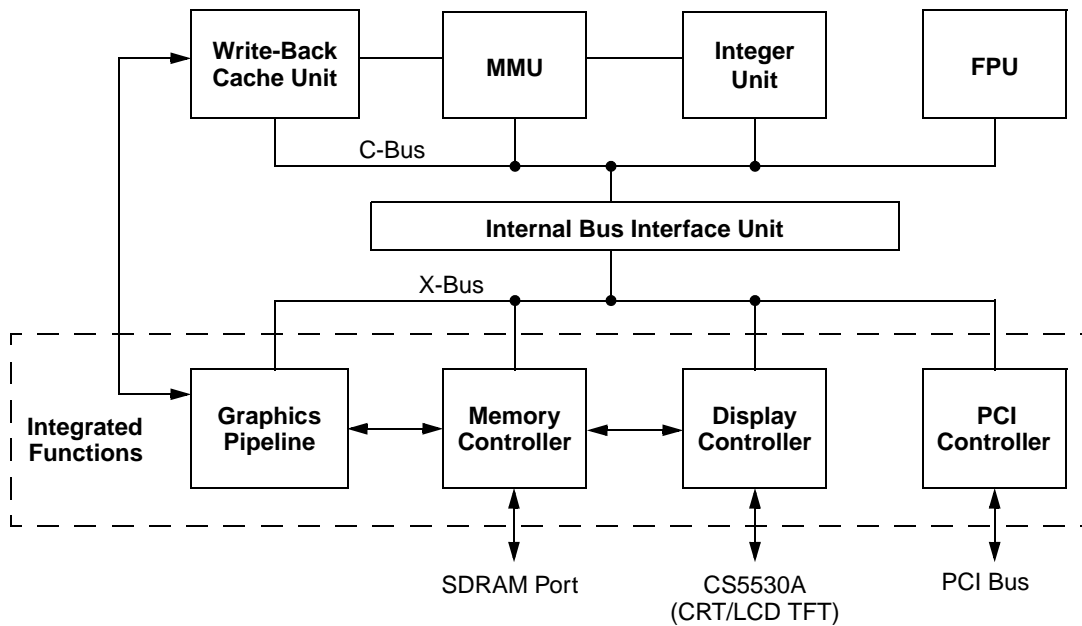 Write-Back
Cache Unit
MMU
Integer
Unit
FPU
C-Bus
Internal Bus Interface Unit
X-Bus
Integrated
Functions
Graphics
Pipeline
Memory
Controller
Display
Controller
PCI
Controller
SDRAM Port
CS5530A
(CRT/LCD TFT)
PCI Bus